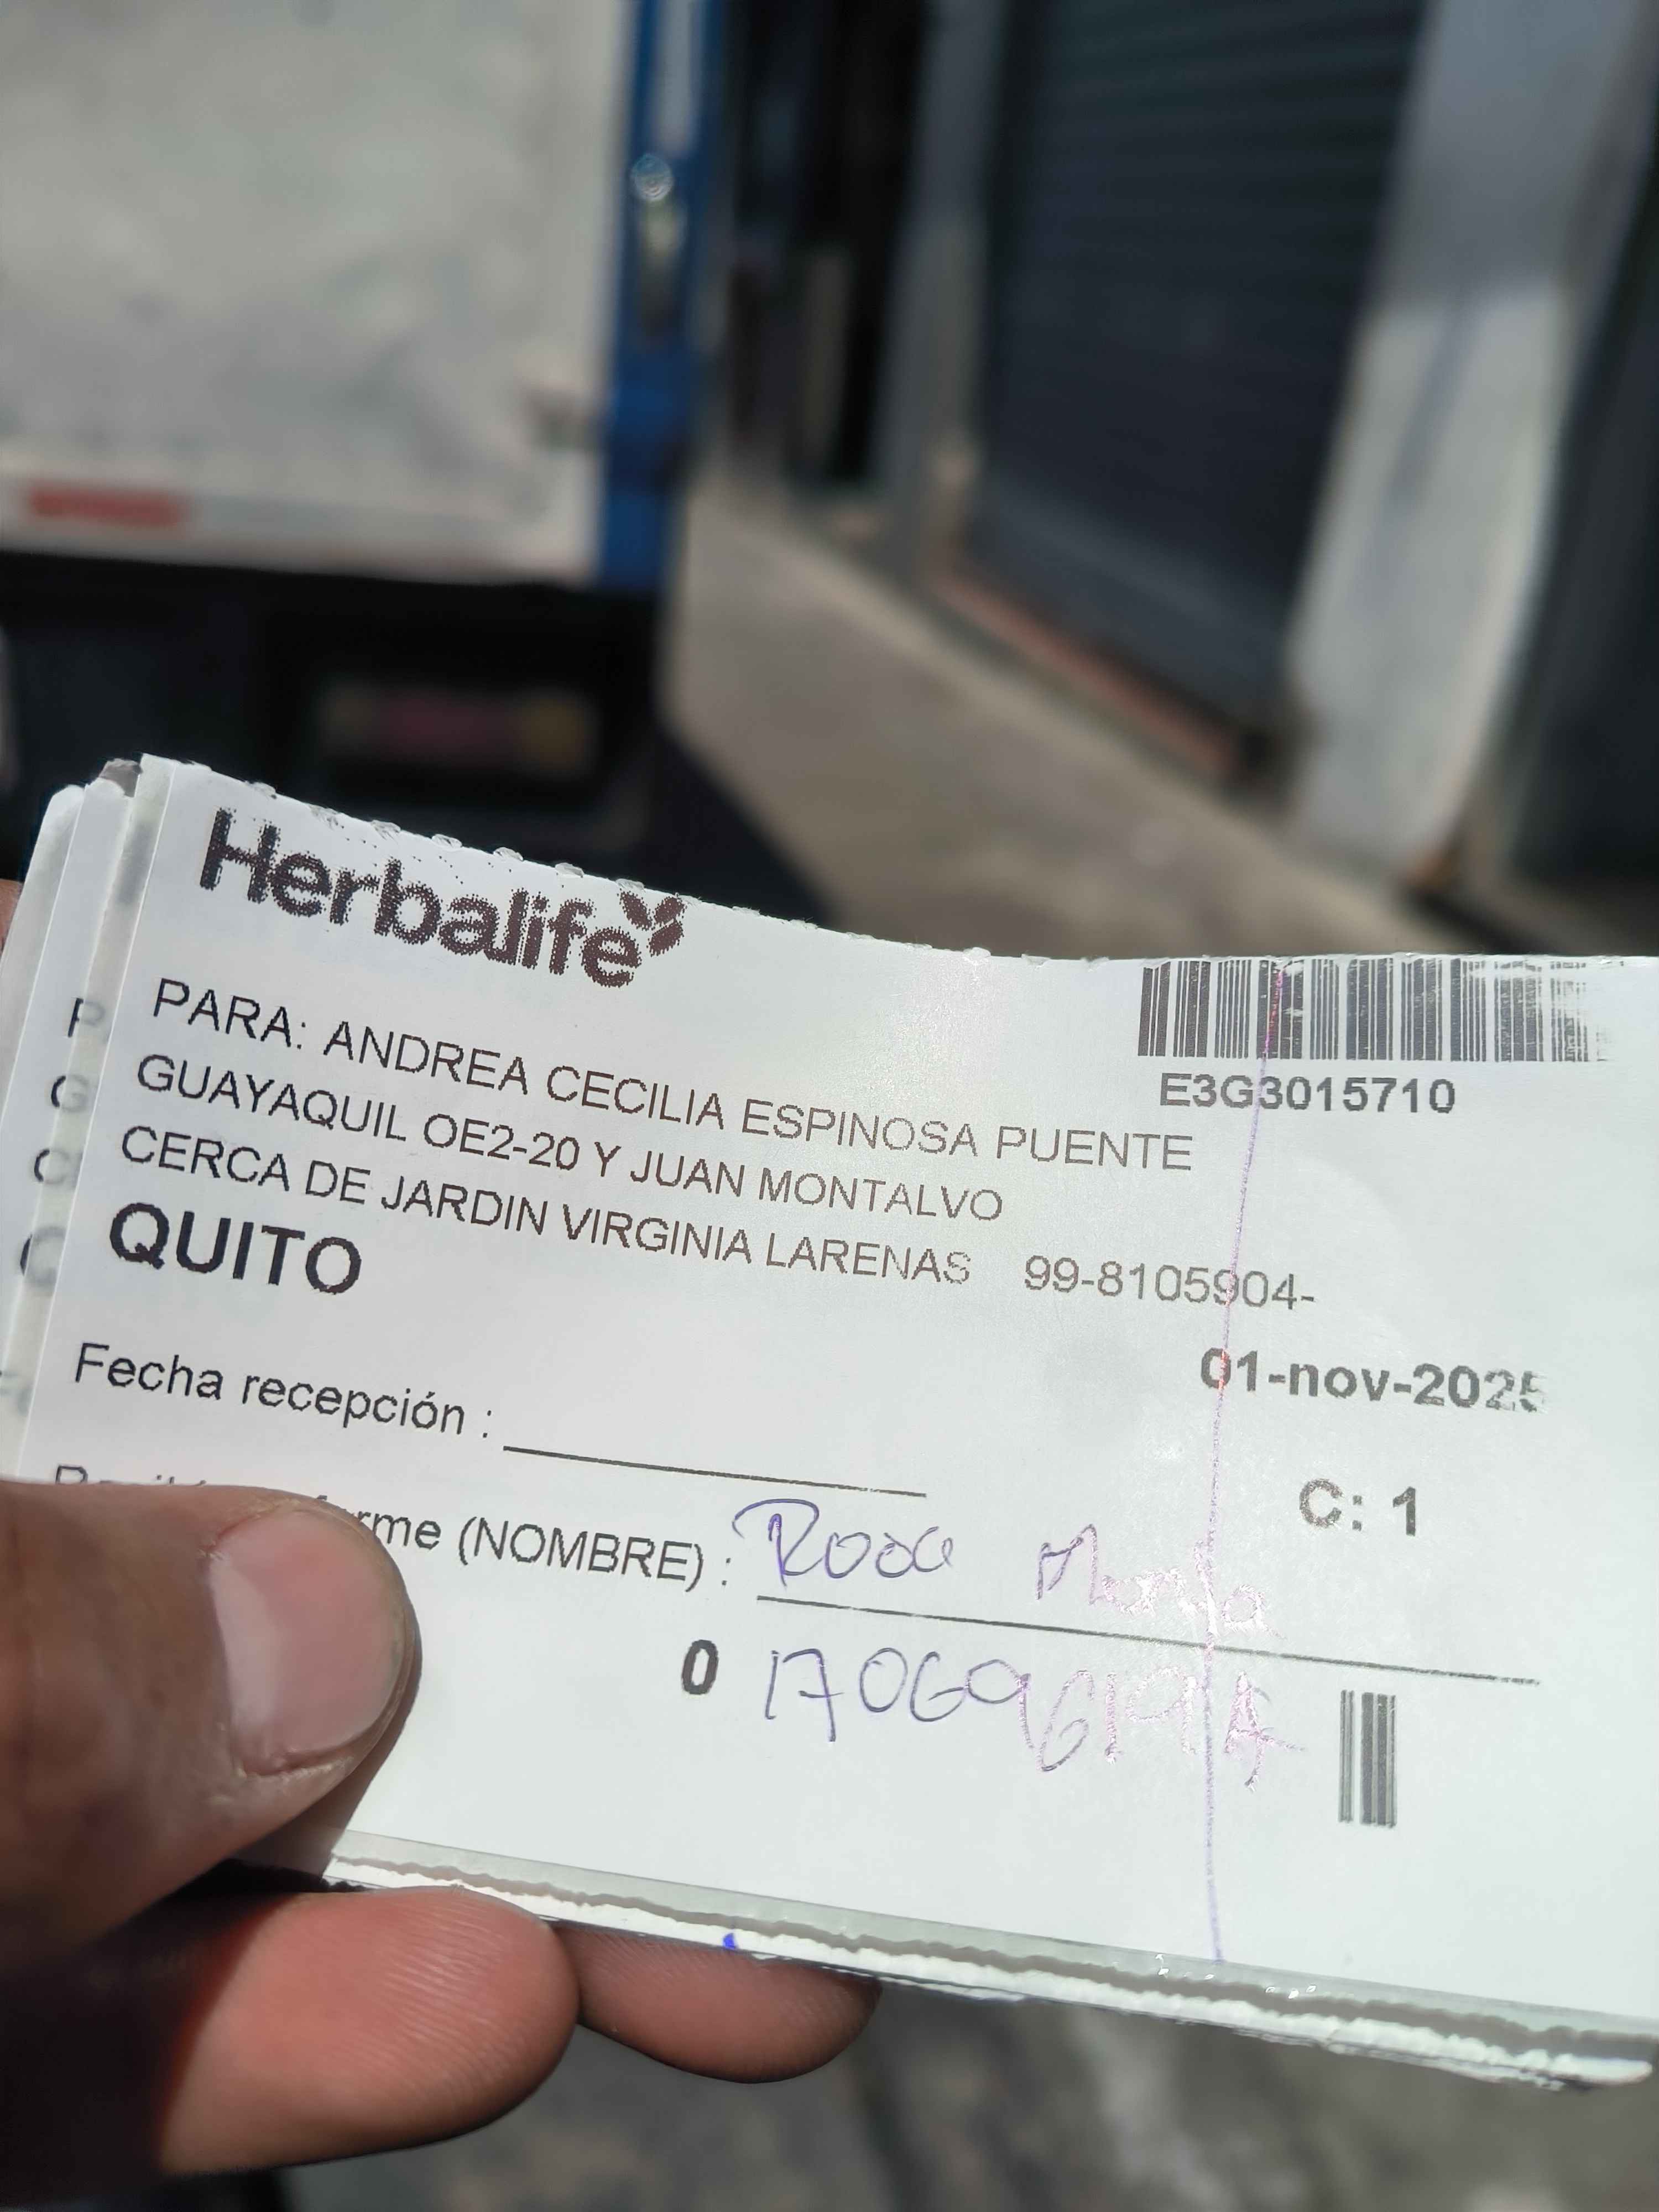 Herbalife
E3G3015710
PARA: ANDREA CECILIA ESPINOSA PUENTE
GUAYAQUIL OE2-20 Y JUAN MONTALVO
CERCA DE JARDIN VIRGINIA LARENAS 99-8105904-
QUITO
01-nov-2025
Fecha recepción :
C: 1
(NOMBRE) : Rosa
0